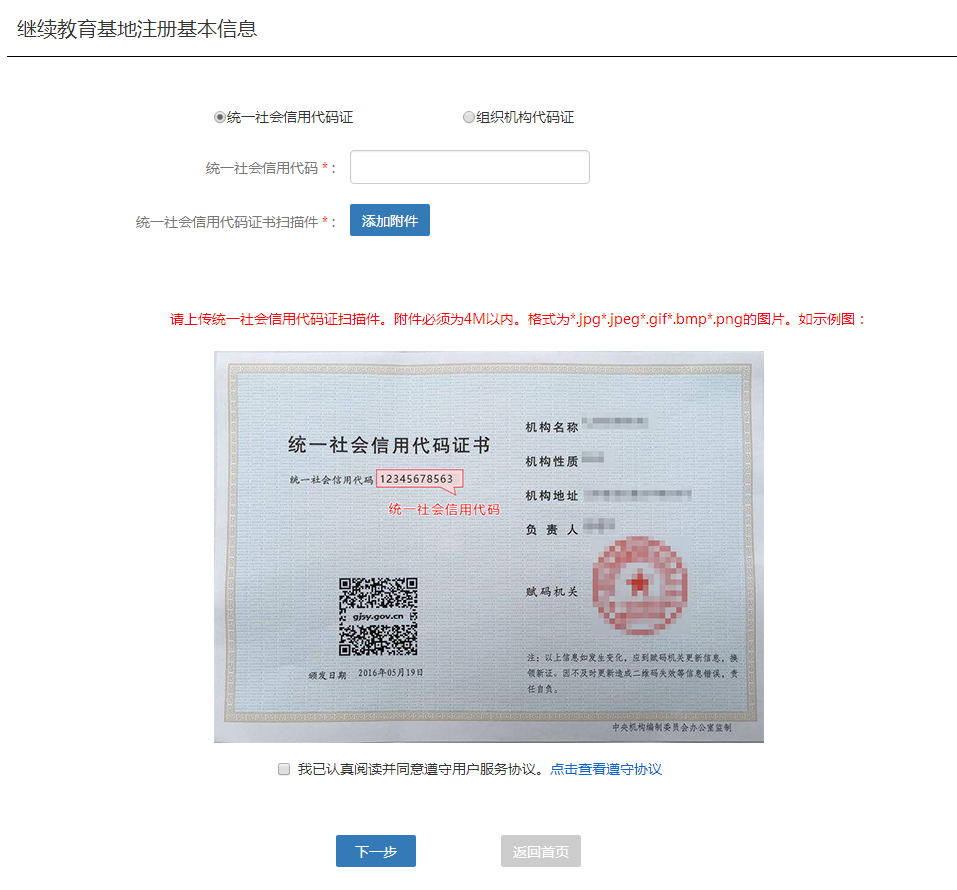 继续教育基地注册基本信息
统一社会信用代码证 组织机构代码证
统一社会信用代码 * :
统一社会信用代码证书扫描件 * : 添加附件
请上传统一社会信用代码证扫描件。附件必须为4M以内。格式为*.jpg*.jpeg*.gif*.bmp*.png的图片。如示例图：
统一社会信用代码证书
统一社会信用代码 12345678563
统一社会信用代码
gjsy.gov.cn
颁发日期 2016年05月19日
机构名称
机构性质
机构地址
负责人
赋码机关
注：以上信息如发生变化，应到赋码机关更新信息，换
领新证。因不及时更新造成二维码失效等信息错误，责
任自负。
中央机构编制委员会办公室监制
我已认真阅读并同意遵守用户服务协议。点击查看遵守协议
下一步 返回首页